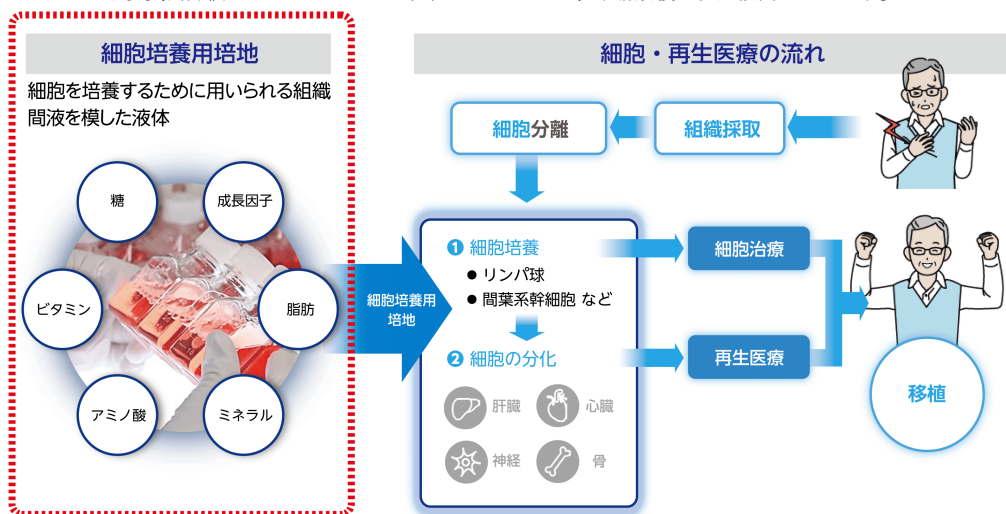 細胞培養用培地
細胞を培養するために用いられる組織
間液を模した液体
糖
成長因子
ビタミン
脂肪
アミノ酸
ミネラル
細胞・再生医療の流れ
細胞分離
組織採取
細胞培養用
培地
❶ 細胞培養
● リンパ球
● 間葉系幹細胞 など
❷ 細胞の分化
肝臓
心臓
神経
骨
細胞治療
再生医療
移植